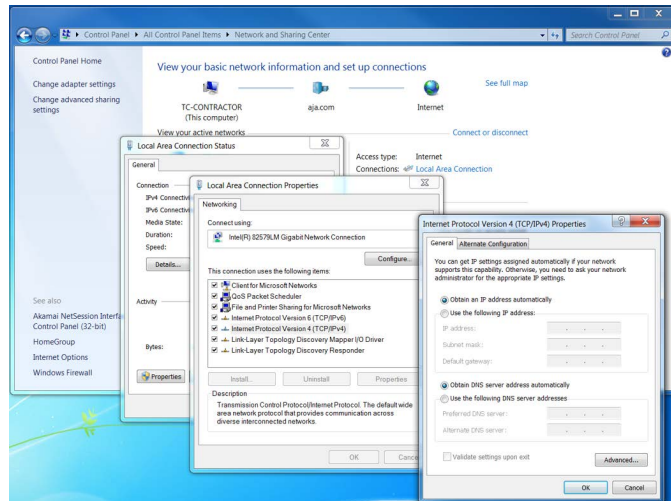 Control Panel ▸ All Control Panel Items ▸ Network and Sharing Center
Search Control Panel
Control Panel Home
Change adapter settings
Change advanced sharing
settings
See also
Akamai NetSession Interfa
Control Panel (32-bit)
HomeGroup
Internet Options
Windows Firewall
View your basic network information and set up connections
See full map
TC-CONTRACTOR
(This computer)
aja.com
Internet
View your active networks
Connect or disconnect
Access type: Internet
Connections: Local Area Connection
Local Area Connection Status
General
Connection
IPv4 Connectivi
IPv6 Connectivi
Media State:
Duration:
Speed:
Details...
Activity
Bytes:
Properties
Local Area Connection Properties
Networking
Connect using:
Intel(R) 82579LM Gigabit Network Connection
Configure...
This connection uses the following items:
Client for Microsoft Networks
QoS Packet Scheduler
File and Printer Sharing for Microsoft Networks
Internet Protocol Version 6 (TCP/IPv6)
Internet Protocol Version 4 (TCP/IPv4)
Link-Layer Topology Discovery Mapper I/O Driver
Link-Layer Topology Discovery Responder
Install...
Uninstall
Properties
Description
Transmission Control Protocol/Internet Protocol. The default wide
area network protocol that provides communication across
diverse interconnected networks.
OK
Cance
Internet Protocol Version 4 (TCP/IPv4) Properties
General
Alternate Configuration
You can get IP settings assigned automatically if your network
supports this capability. Otherwise, you need to ask your network
administrator for the appropriate IP settings.
Obtain an IP address automatically
Use the following IP address:
IP address:
Subnet mask:
Default gateway:
Obtain DNS server address automatically
Use the following DNS server addresses
Preferred DNS server:
Alternate DNS server:
Validate settings upon exit
Advanced...
OK
Cancel